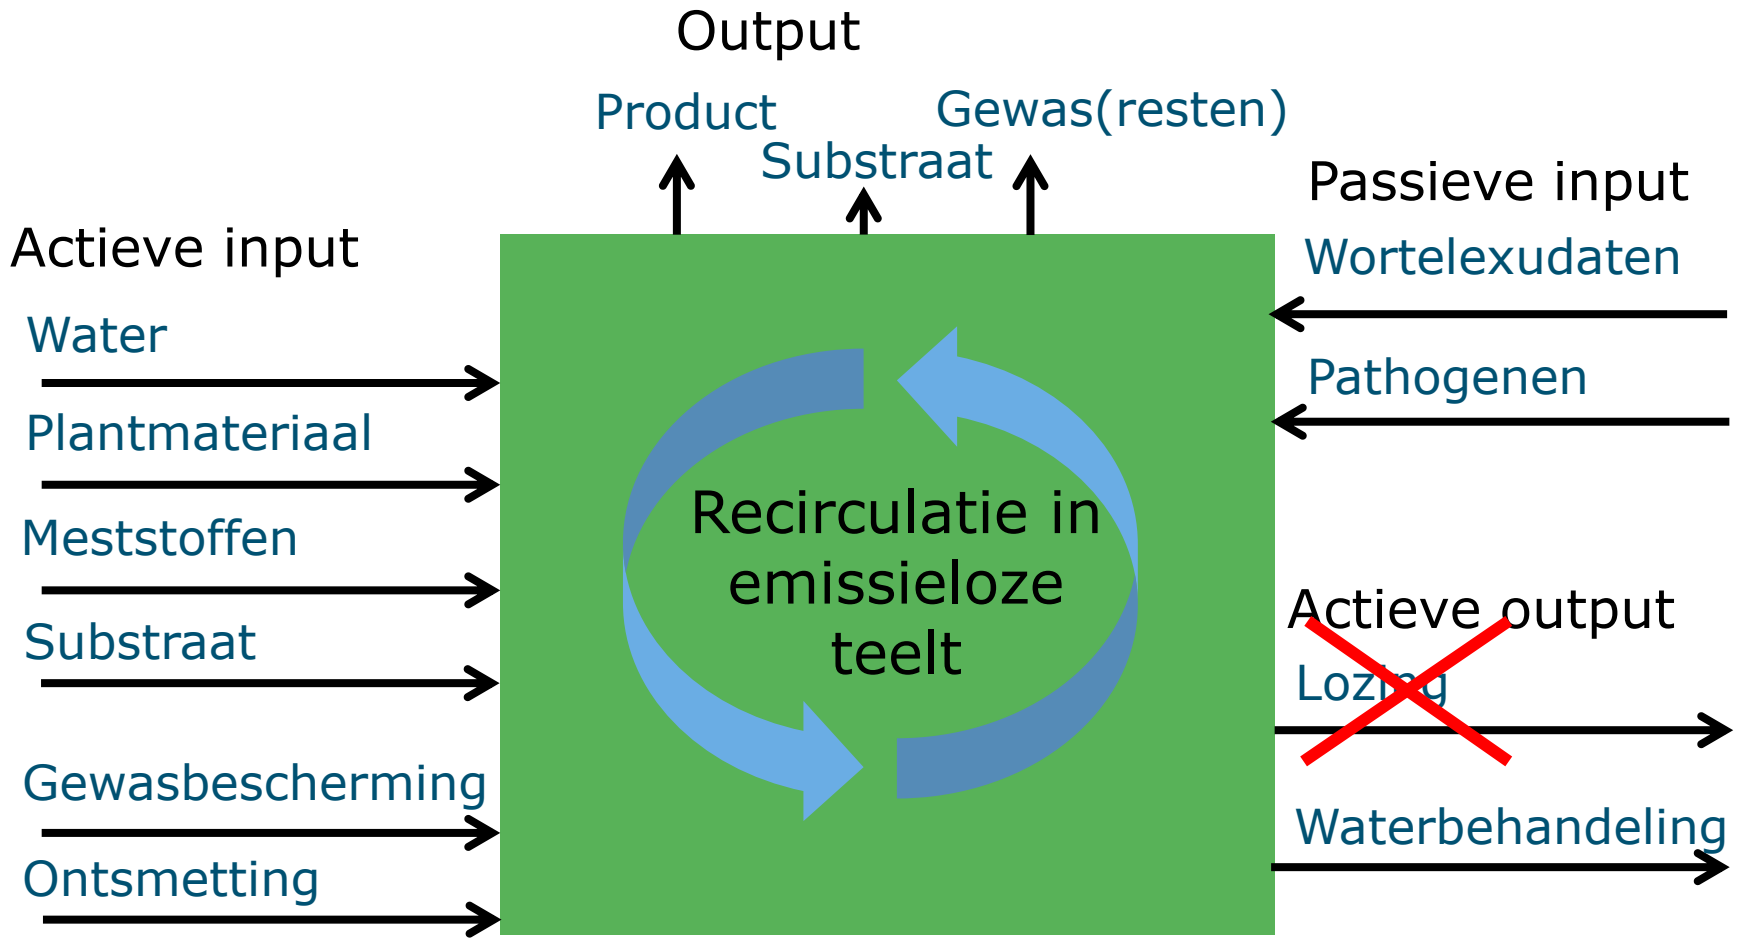 Output
Product
Gewas(resten)
Substraat
Actieve input
Water
Plantmateriaal
Meststoffen
Substraat
Gewasbescherming
Ontsmetting
Recirculatie in
emissieloze
teelt
Passieve input
Wortelexudaten
Pathogenen
Actieve output
Lozing
Waterbehandeling